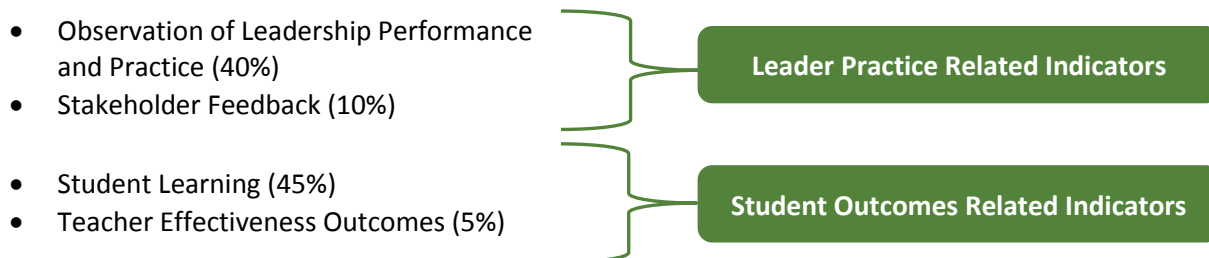 • Observation of Leadership Performance
and Practice (40%)
• Stakeholder Feedback (10%)
Leader Practice Related Indicators
• Student Learning (45%)
• Teacher Effectiveness Outcomes (5%)
Student Outcomes Related Indicators